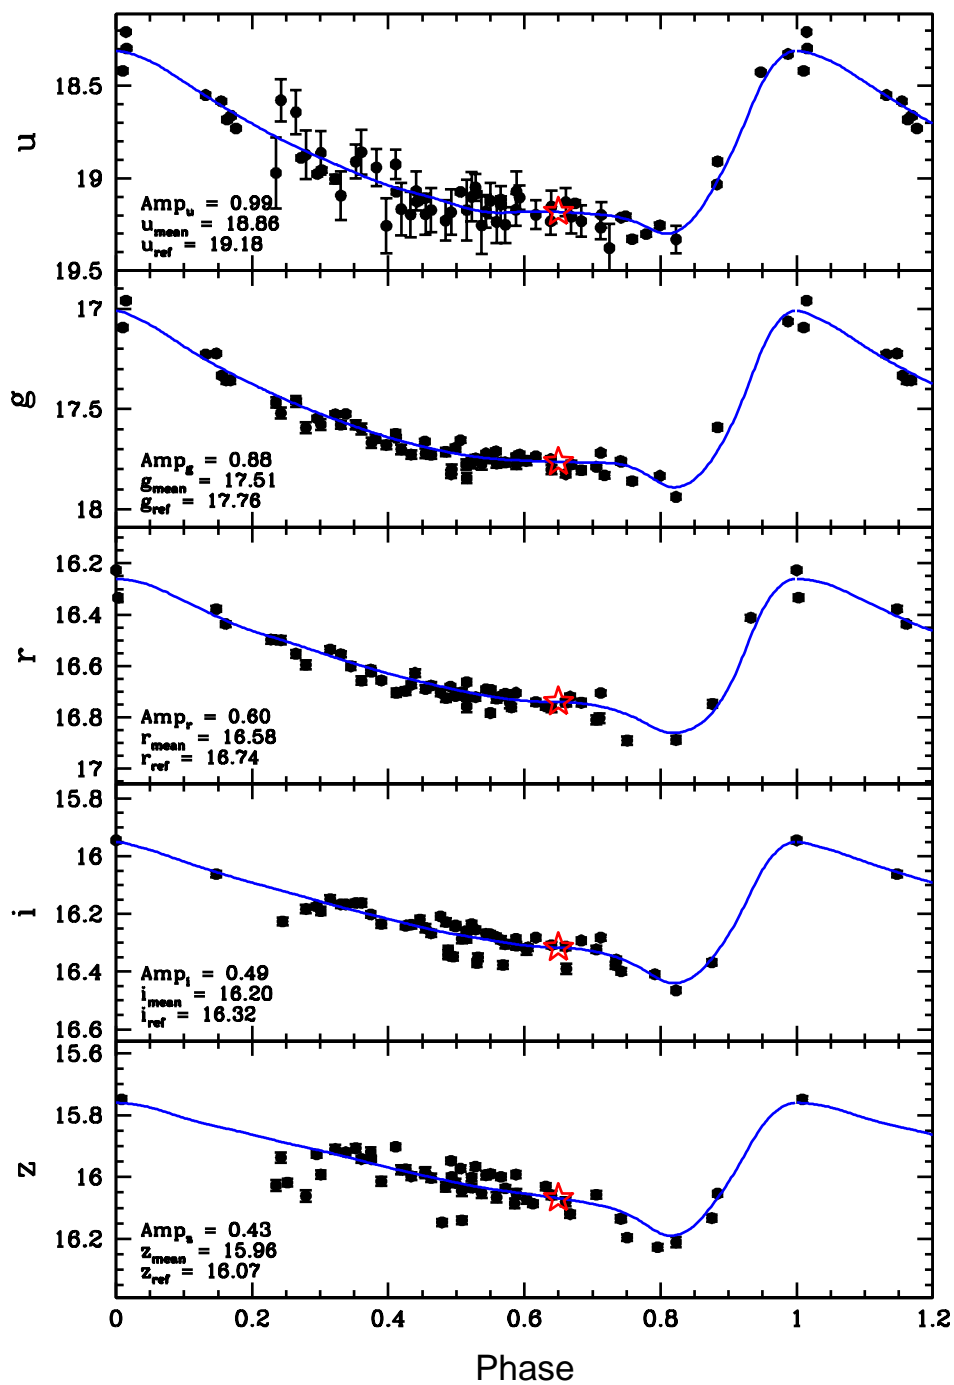 18.5
19
19.5
u
Amp_u = 0.99
u_mean = 18.86
u_ref = 19.18
17
17.5
18
g
Amp_g = 0.88
g_mean = 17.51
g_ref = 17.76
16.2
16.4
16.6
16.8
17
r
Amp_r = 0.60
r_mean = 16.58
r_ref = 16.74
15.8
16
16.2
16.4
16.6
i
Amp_i = 0.49
i_mean = 16.20
i_ref = 16.32
15.6
15.8
16
16.2
z
Amp_z = 0.43
z_mean = 15.96
z_ref = 16.07
0 0.2 0.4 0.6 0.8 1 1.2
Phase